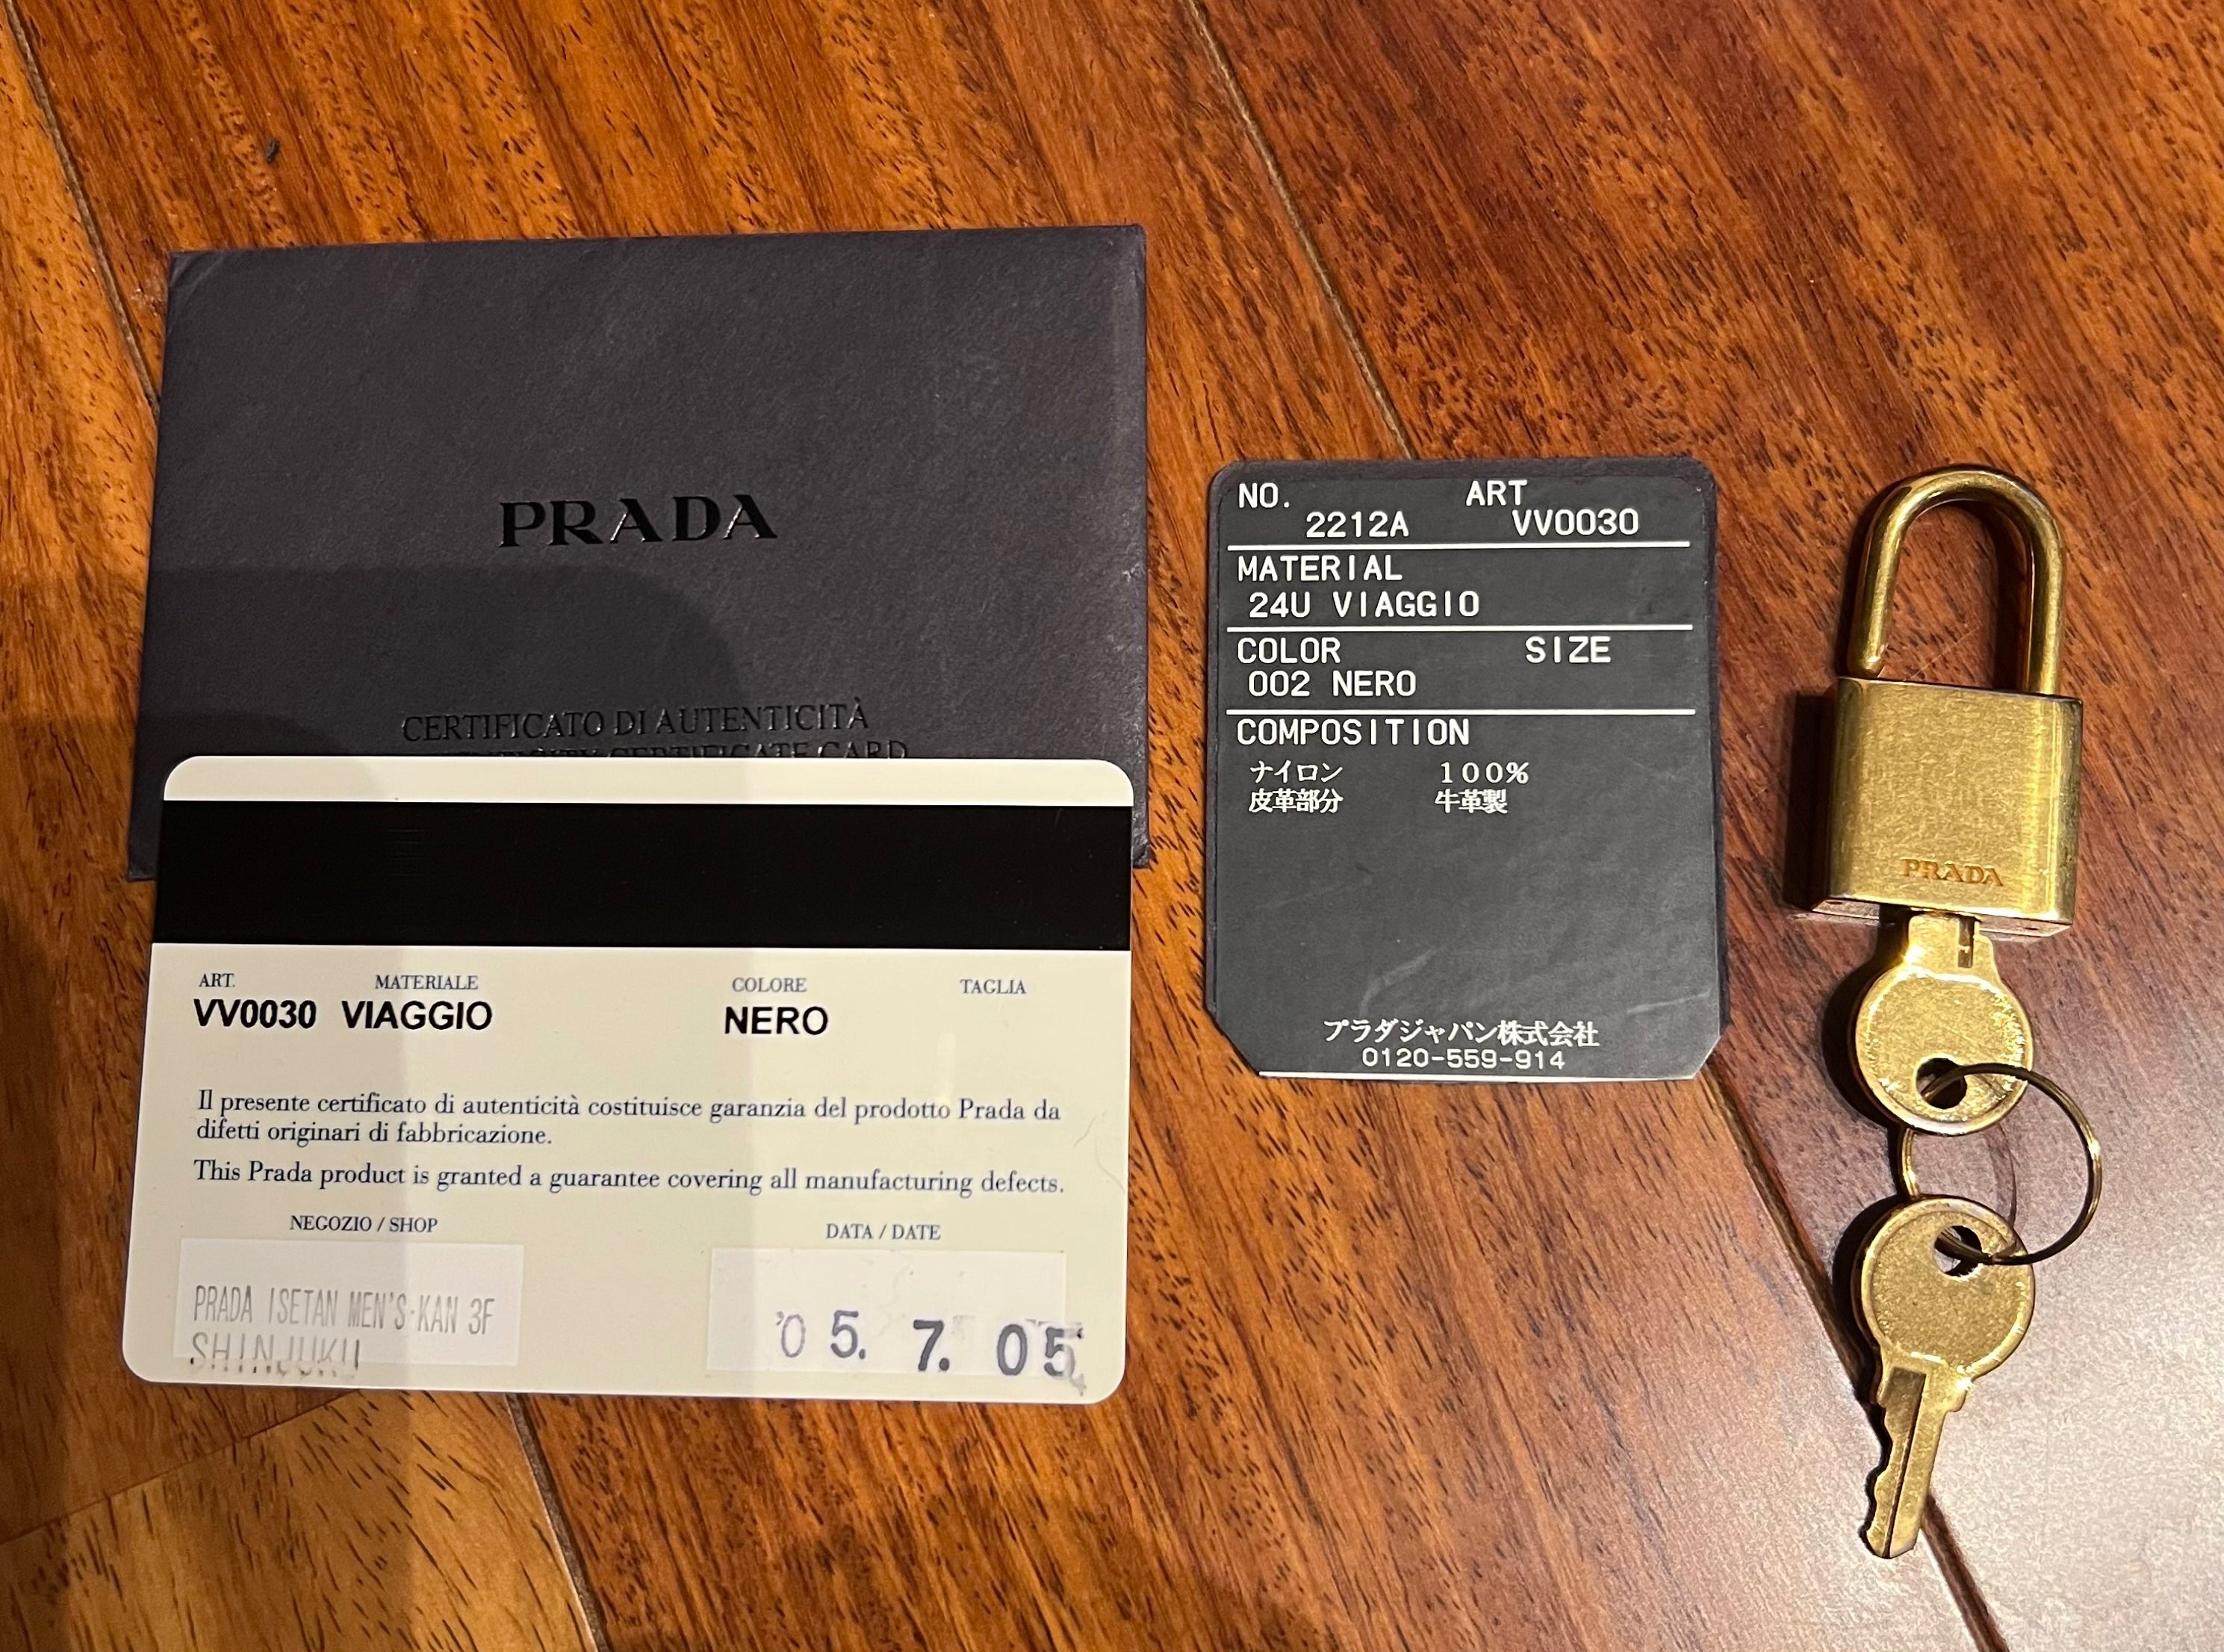 PRADA
CERTIFICATO DI AUTENTICITÀ
CERTIFICATE CARD
ART. MATERIALE COLORE TAGLIA
VV0030 VIAGGIO NERO
Il presente certificato di autenticità costituisce garanzia del prodotto Prada da
difetti originari di fabbricazione.
This Prada product is granted a guarantee covering all manufacturing defects.
NEGOZIO / SHOP DATA / DATE
PRADA ISETAN MEN'S-KAN 3F
SHINJUKU
'05. 7. 05
NO. ART
2212A VV0030
MATERIAL
24U VIAGGIO
COLOR SIZE
002 NERO
COMPOSITION
ナイロン 100%
皮革部分 牛革製
プラダジャパン株式会社
0120-559-914
PRADA